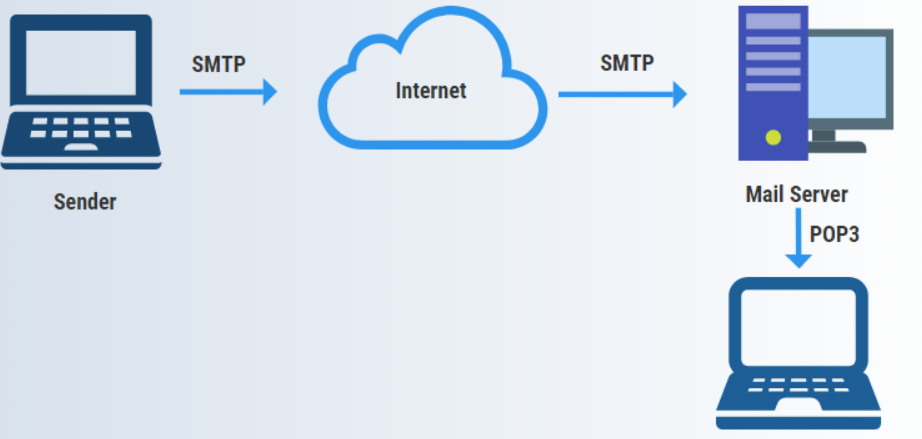 SMTP
Internet
SMTP
Sender
Mail Server
POP3